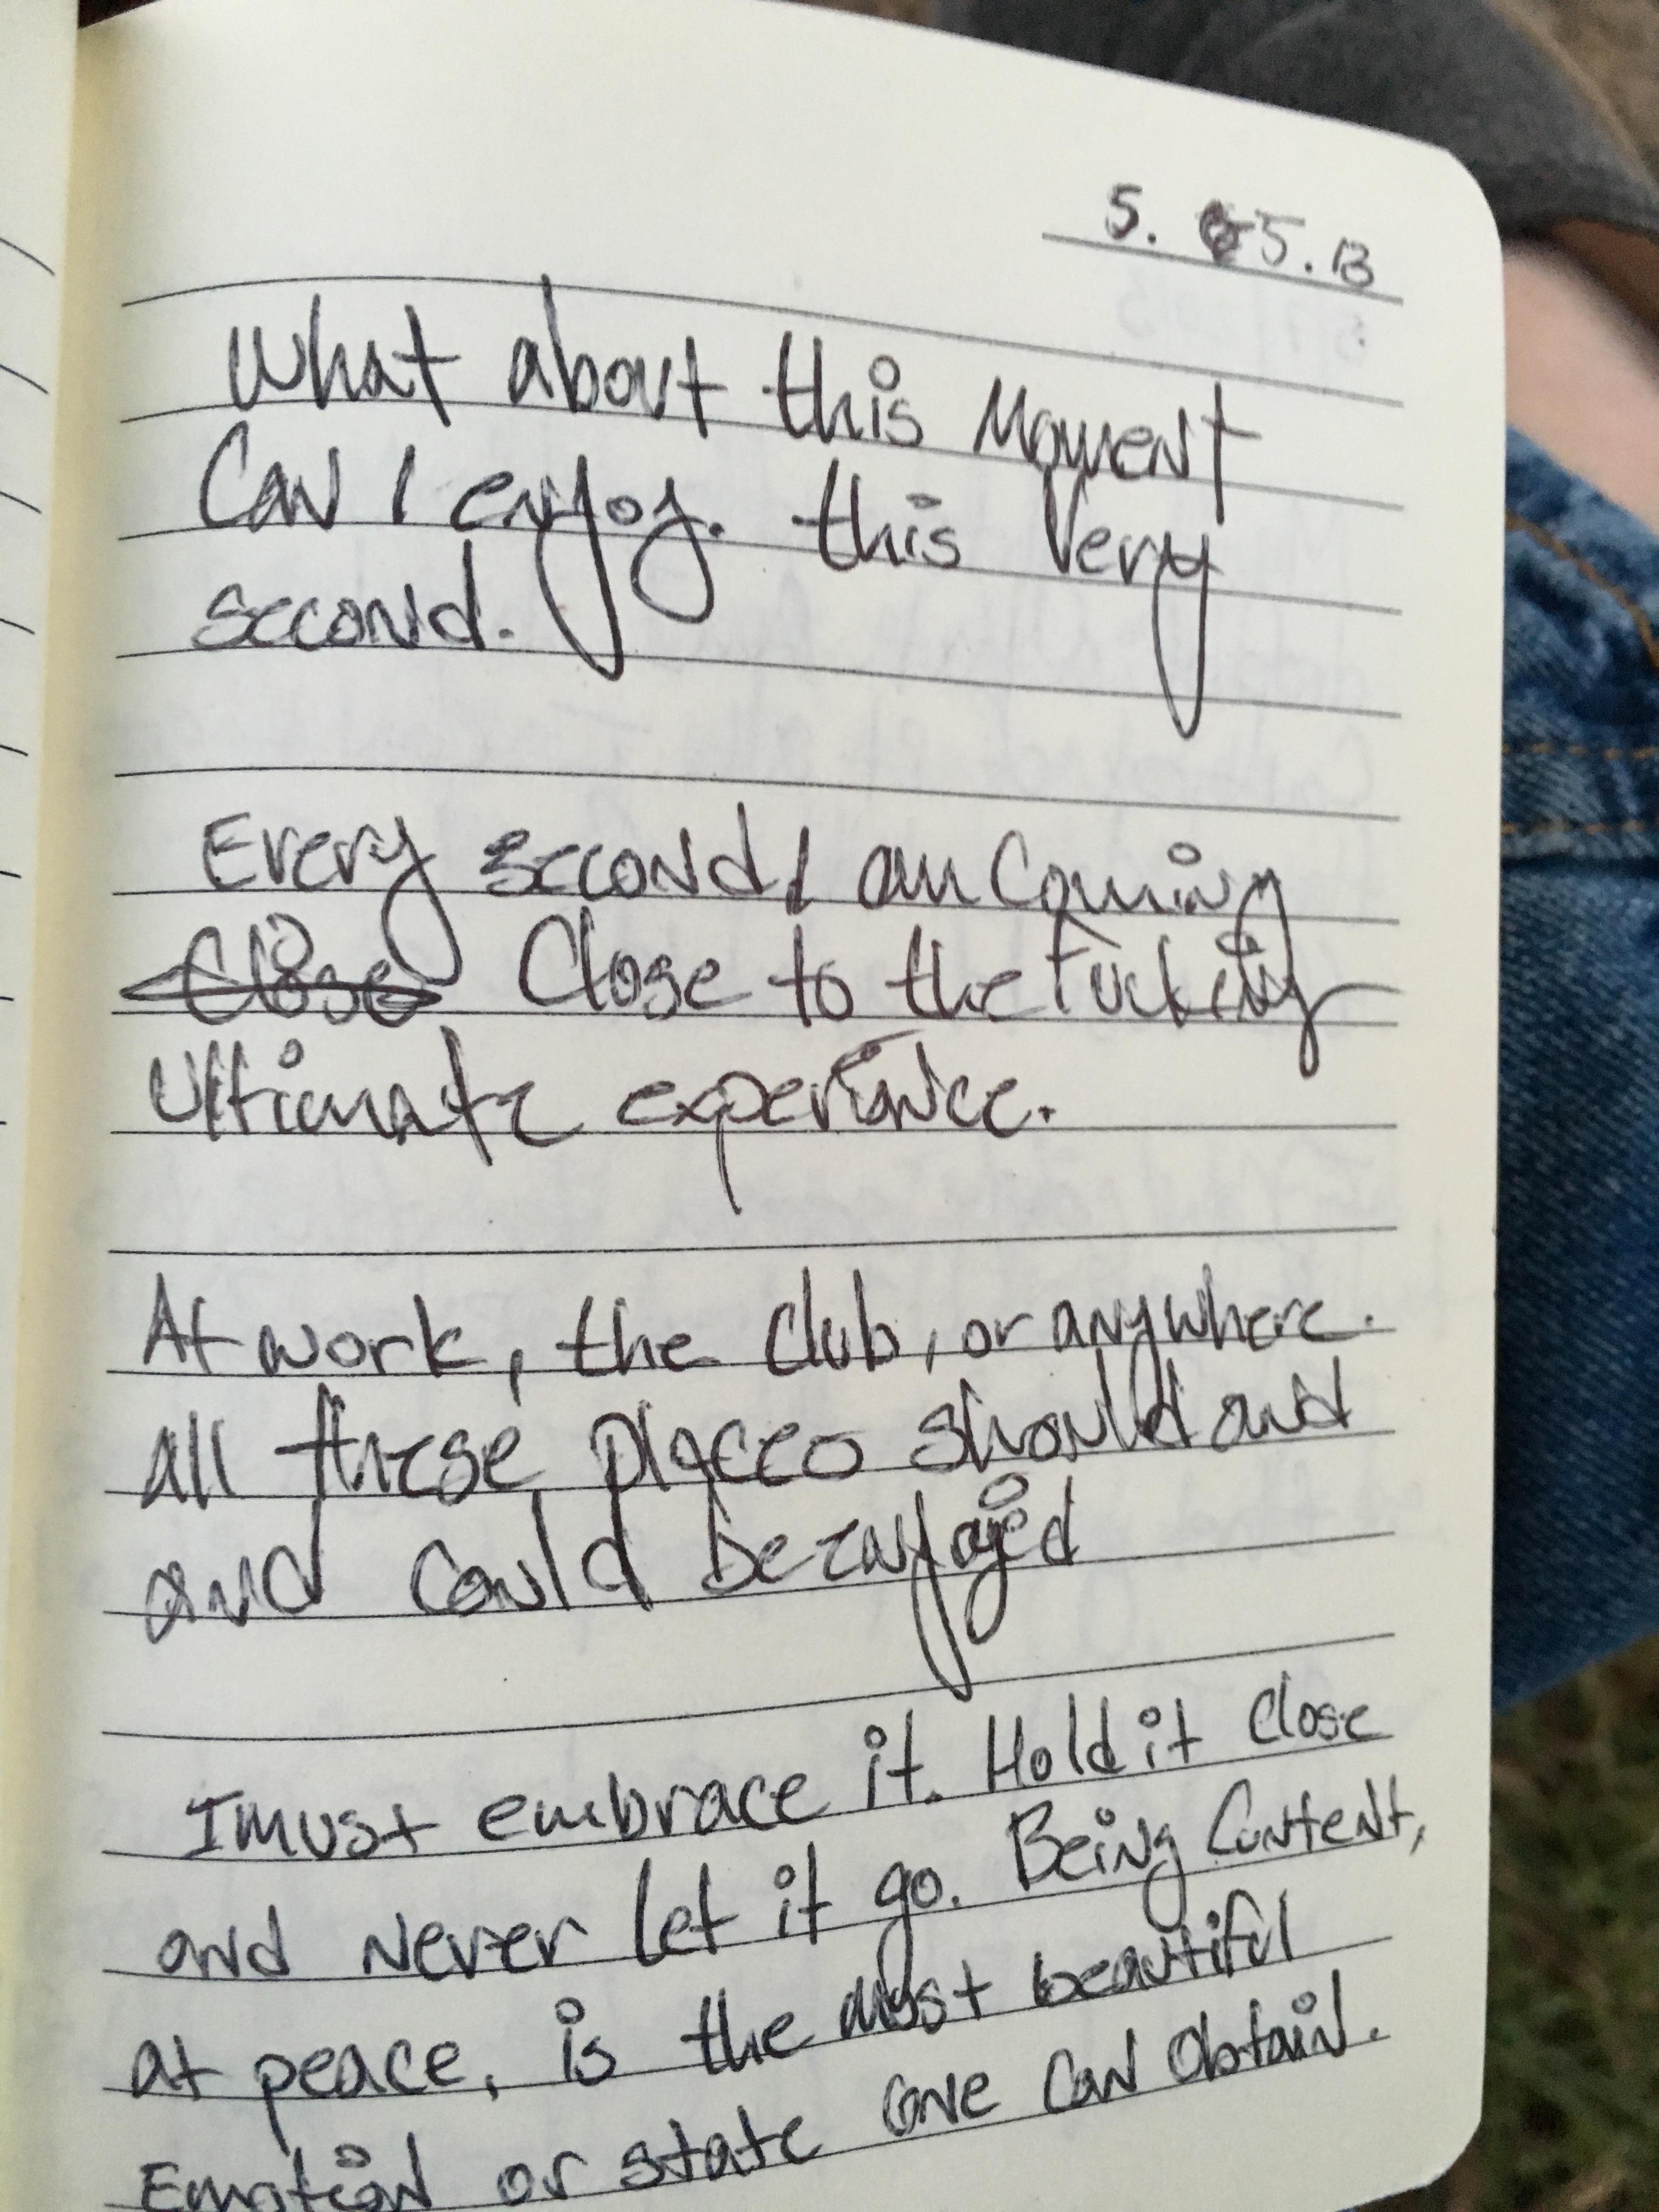 5. 5.13
What about this Moment
Can I enjoy. this Very
second.
Every second I am Coming
Close Close to the Fucking
Ultimate experience.
At work, the Club, or anywhere.
all these places should and
and Could be enjoyed
I must embrace it. Hold it Close
and Never let it go. Being Content,
at peace, is the most beautiful
Emotion or state one Can Obtain.